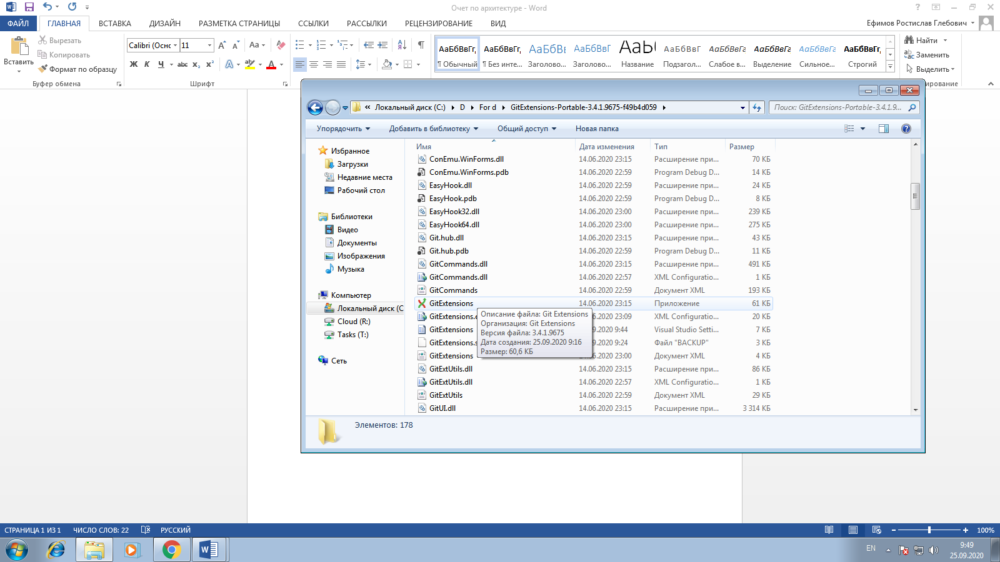 Очет по архитектуре - Word
ФАЙЛ ГЛАВНАЯ ВСТАВКА ДИЗАЙН РАЗМЕТКА СТРАНИЦЫ ССЫЛКИ РАССЫЛКИ РЕЦЕНЗИРОВАНИЕ ВИД Ефимов Ростислав Глебович
Вставить
Вырезать
Копировать
Формат по образцу
Буфер обмена
Calibri (Оснс 11
Ж К Ч abc x₂ x²
Шрифт
АаБбВвГг, АаБбВвГг, АаБбВı АаБбВвГ АаЫ АаБбВвГ АаБбВвГг АаБбВвГг АаБбВвГг АаБбВвГг,
¶ Обычный ¶ Без инте... Заголово... Заголово... Название Подзагол... Слабое в... Выделение Сильное... Строгий
Найти
Заменить
Выделить
ирование
« Локальный диск (C:) D For d GitExtensions-Portable-3.4.1.9675-f49b4d059
Поиск: GitExtensions-Portable-3.4.1.9...
Упорядочить Добавить в библиотеку Общий доступ Новая папка
Избранное
Загрузки
Недавние места
Рабочий стол
Библиотеки
Видео
Документы
Изображения
Музыка
Компьютер
Локальный диск (C
Cloud (R:)
Tasks (T:)
Сеть
Имя Дата изменения Тип Размер
ConEmu.WinForms.dll 14.06.2020 23:15 Расширение при... 70 КБ
ConEmu.WinForms.pdb 14.06.2020 22:59 Program Debug D... 14 КБ
EasyHook.dll 14.06.2020 22:59 Расширение при... 24 КБ
EasyHook.pdb 14.06.2020 22:59 Program Debug D... 8 КБ
EasyHook32.dll 14.06.2020 23:00 Расширение при... 239 КБ
EasyHook64.dll 14.06.2020 23:00 Расширение при... 275 КБ
Git.hub.dll 14.06.2020 23:15 Расширение при... 43 КБ
Git.hub.pdb 14.06.2020 22:59 Program Debug D... 11 КБ
GitCommands.dll 14.06.2020 23:15 Расширение при... 491 КБ
GitCommands.dll 14.06.2020 22:57 XML Configuratio... 1 КБ
GitCommands 14.06.2020 22:59 Документ XML 193 КБ
GitExtensions 14.06.2020 23:15 Приложение 61 КБ
GitExtensions.e .06.2020 23:09 XML Configuratio... 20 КБ
GitExtensions .09.2020 9:44 Visual Studio Setti... 7 КБ
GitExtensions.s .09.2020 9:24 Файл "BACKUP" 3 КБ
GitExtensions .06.2020 23:00 Документ XML 4 КБ
GitExtUtils.dll 14.06.2020 23:15 Расширение при... 86 КБ
GitExtUtils.dll 14.06.2020 22:57 XML Configuratio... 1 КБ
GitExtUtils 14.06.2020 22:59 Документ XML 29 КБ
GitUI.dll 14.06.2020 23:15 Расширение при... 3 314 КБ
Описание файла: Git Extensions
Организация: Git Extensions
Версия файла: 3.4.1.9675
Дата создания: 25.09.2020 9:16
Размер: 60,6 КБ
Элементов: 178
СТРАНИЦА 1 ИЗ 1 ЧИСЛО СЛОВ: 22 РУССКИЙ 100%
EN 9:49
25.09.2020